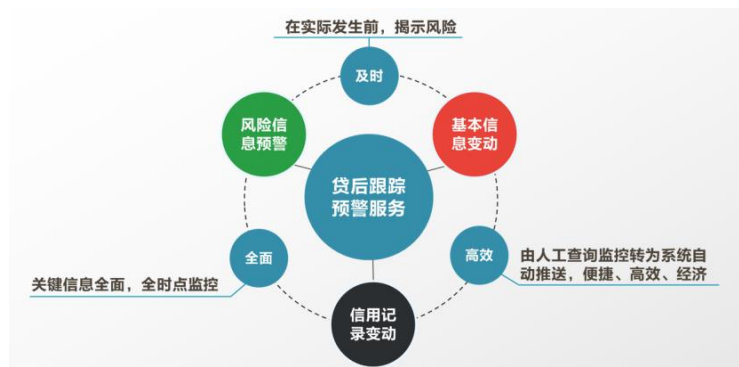 在实际发生前，揭示风险
及时
风险信
息预警
基本信
息变动
贷后跟踪
预警服务
全面
高效
关键信息全面，全时点监控
由人工查询监控转为系统自
动推送，便捷、高效、经济
信用记
录变动